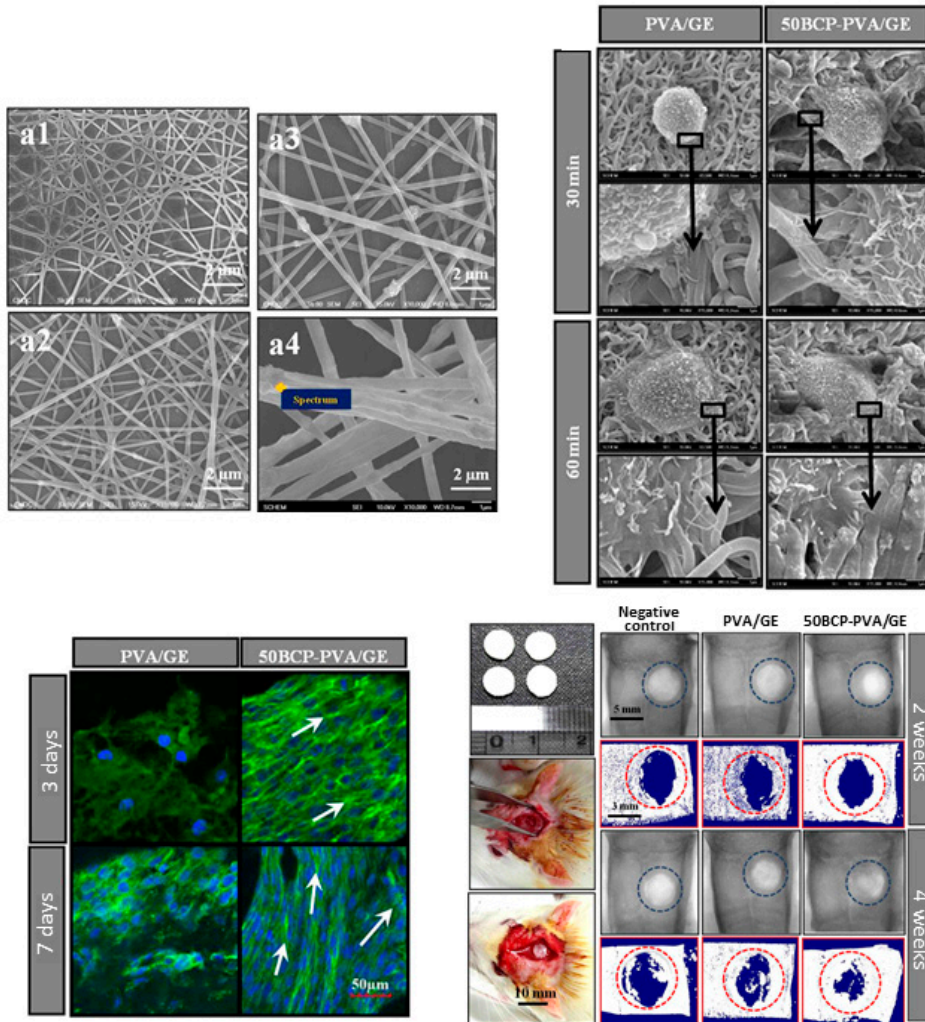 PVA/GE
50BCP-PVA/GE
30 min
60 min
a1
2 μm
a3
2 μm
a2
2 μm
a4
Spectrum
2 μm
SCHEM
PVA/GE
50BCP-PVA/GE
3 days
7 days
50μm
0 1 2
10 mm
Negative
control
PVA/GE
50BCP-PVA/GE
5 mm
2 weeks
3 mm
4 weeks